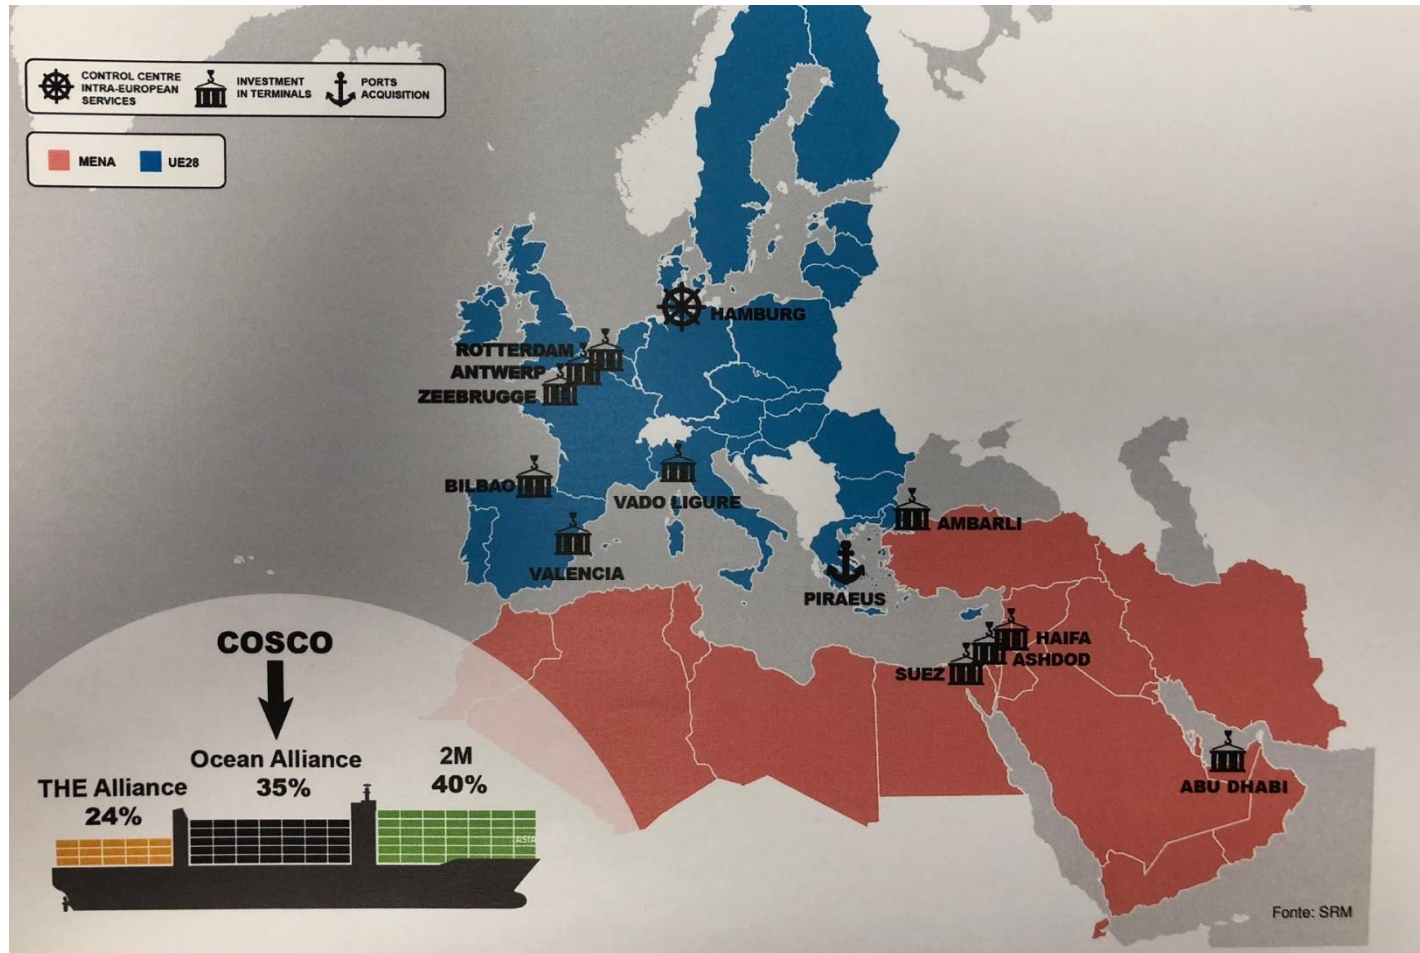 CONTROL CENTRE
INTRA-EUROPEAN
SERVICES
INVESTMENT
IN TERMINALS
PORTS
ACQUISITION
MENA
UE28
HAMBURG
ROTTERDAM
ANTWERP
ZEEBRUGGE
BILBAO
VADO LIGURE
AMBARLI
VALENCIA
PIRAEUS
HAIFA
ASHDOD
SUEZ
ABU DHABI
COSCO
Ocean Alliance
35%
2M
40%
THE Alliance
24%
ASIA
Fonte: SRM